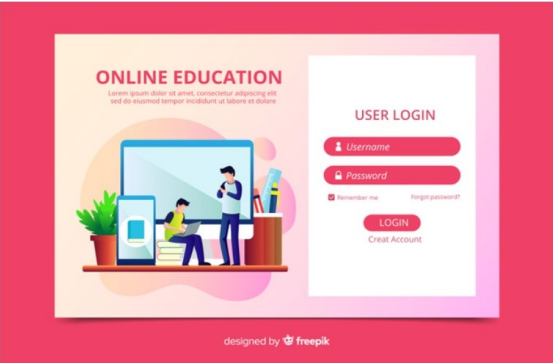 ONLINE EDUCATION
Lorem ipsum dolor sit amet, consectetur adipiscing elit
sed do eiusmod tempor incididunt ut labore et dolore
USER LOGIN
Username
Password
Remember me
Forgot password?
LOGIN
Creat Account
designed by freepik